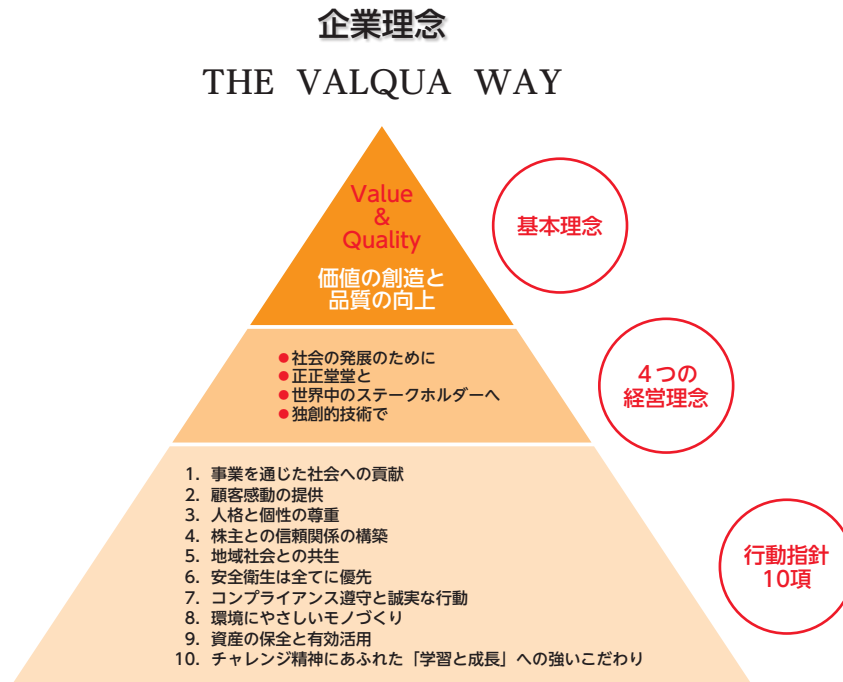 企業理念
THE VALQUA WAY
Value
&
Quality
価値の創造と
品質の向上
基本理念
●社会の発展のために
●正正堂堂と
●世界中のステークホルダーへ
●独創的技術で
4つの
経営理念
1. 事業を通じた社会への貢献
2. 顧客感動の提供
3. 人格と個性の尊重
4. 株主との信頼関係の構築
5. 地域社会との共生
6. 安全衛生は全てに優先
7. コンプライアンス遵守と誠実な行動
8. 環境にやさしいモノづくり
9. 資産の保全と有効活用
10. チャレンジ精神にあふれた「学習と成長」への強いこだわり
行動指針
10項